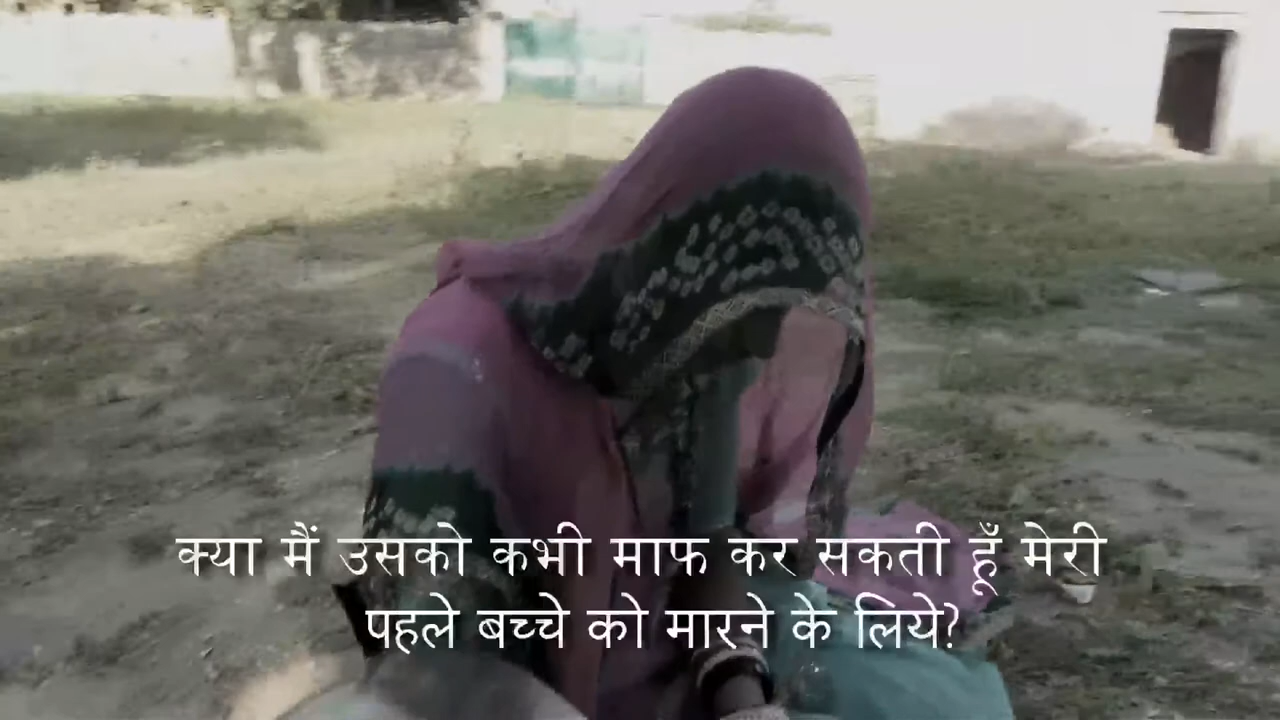 क्या मैं उसको कभी माफ कर सकती हूँ मेरी
पहले बच्चे को मारने के लिये?